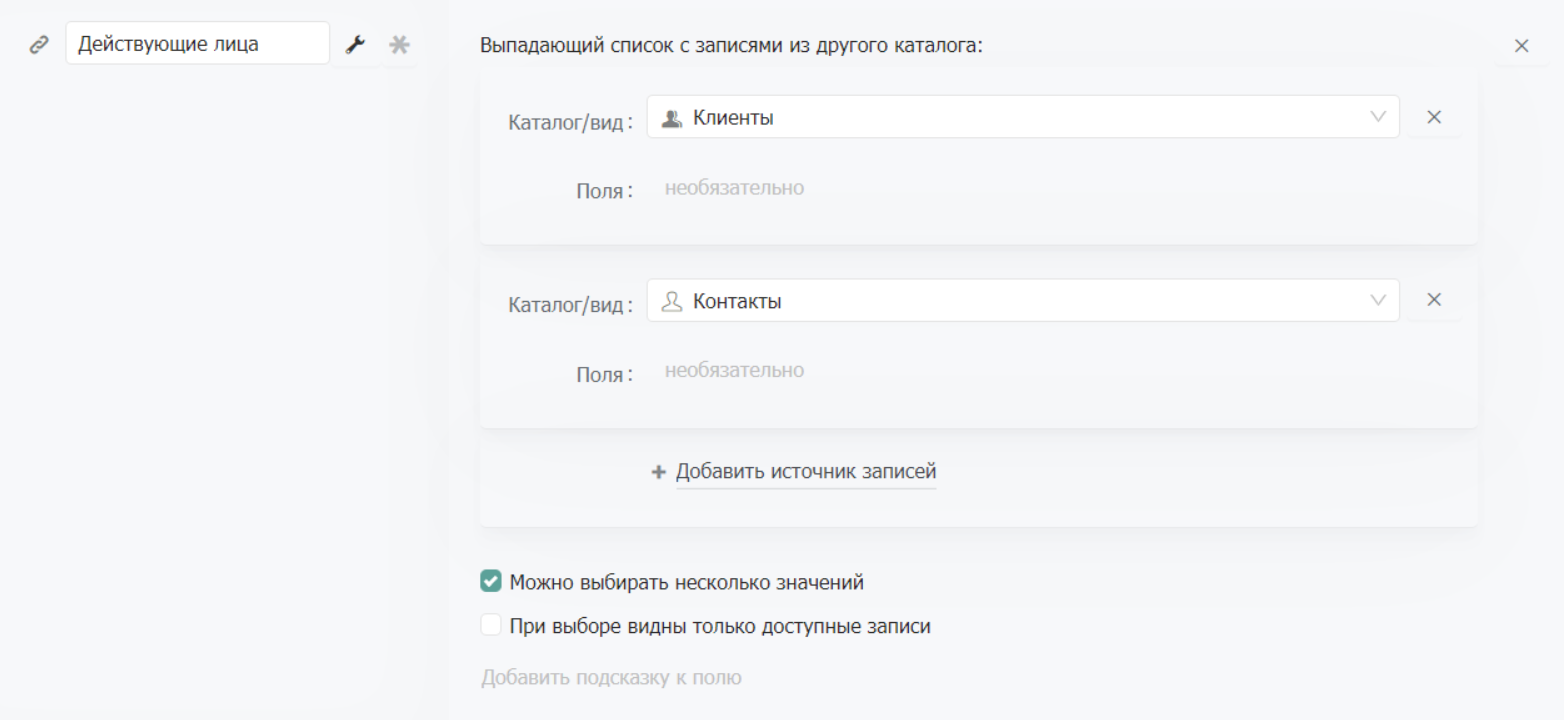 Действующие лица
Выпадающий список с записями из другого каталога:
Каталог/вид :
Клиенты
Поля :
необязательно
Каталог/вид :
Контакты
Поля :
необязательно
+ Добавить источник записей
Можно выбирать несколько значений
При выборе видны только доступные записи
Добавить подсказку к полю